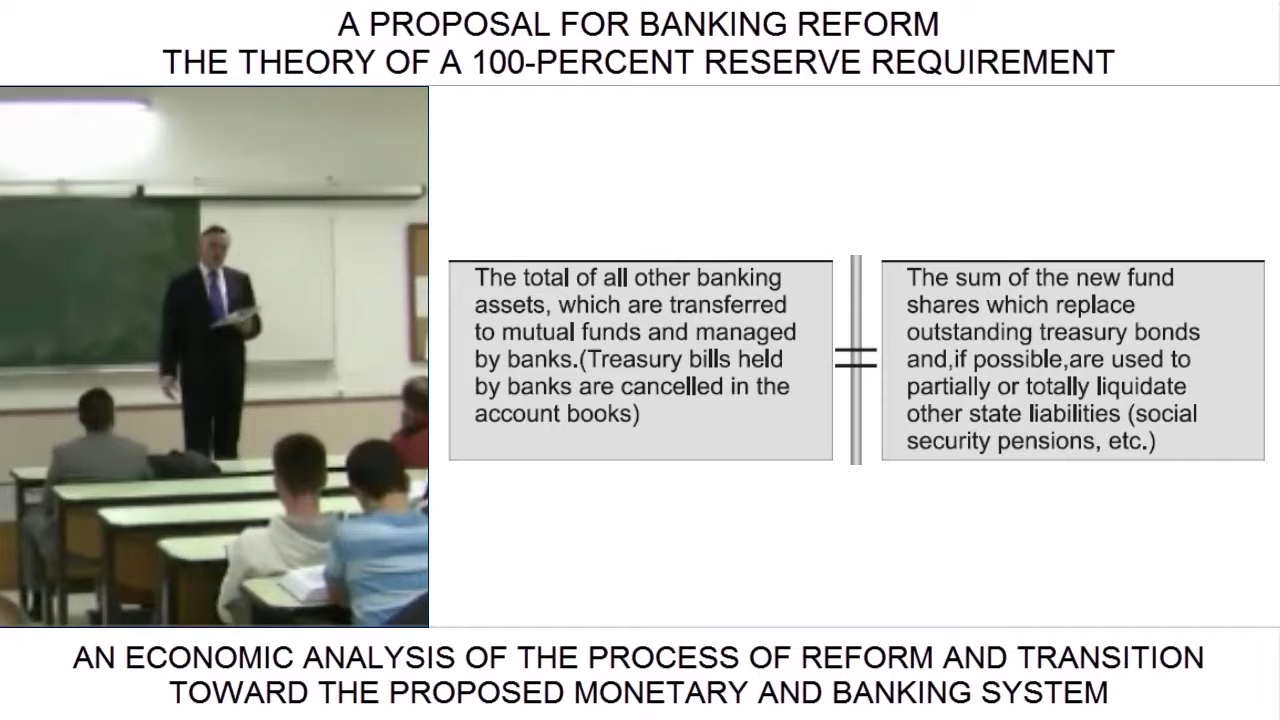 A PROPOSAL FOR BANKING REFORM
THE THEORY OF A 100-PERCENT RESERVE REQUIREMENT
The total of all other banking
assets, which are transferred
to mutual funds and managed
by banks.(Treasury bills held
by banks are cancelled in the
account books)
The sum of the new fund
shares which replace
outstanding treasury bonds
and,if possible,are used to
partially or totally liquidate
other state liabilities (social
security pensions, etc.)
AN ECONOMIC ANALYSIS OF THE PROCESS OF REFORM AND TRANSITION
TOWARD THE PROPOSED MONETARY AND BANKING SYSTEM